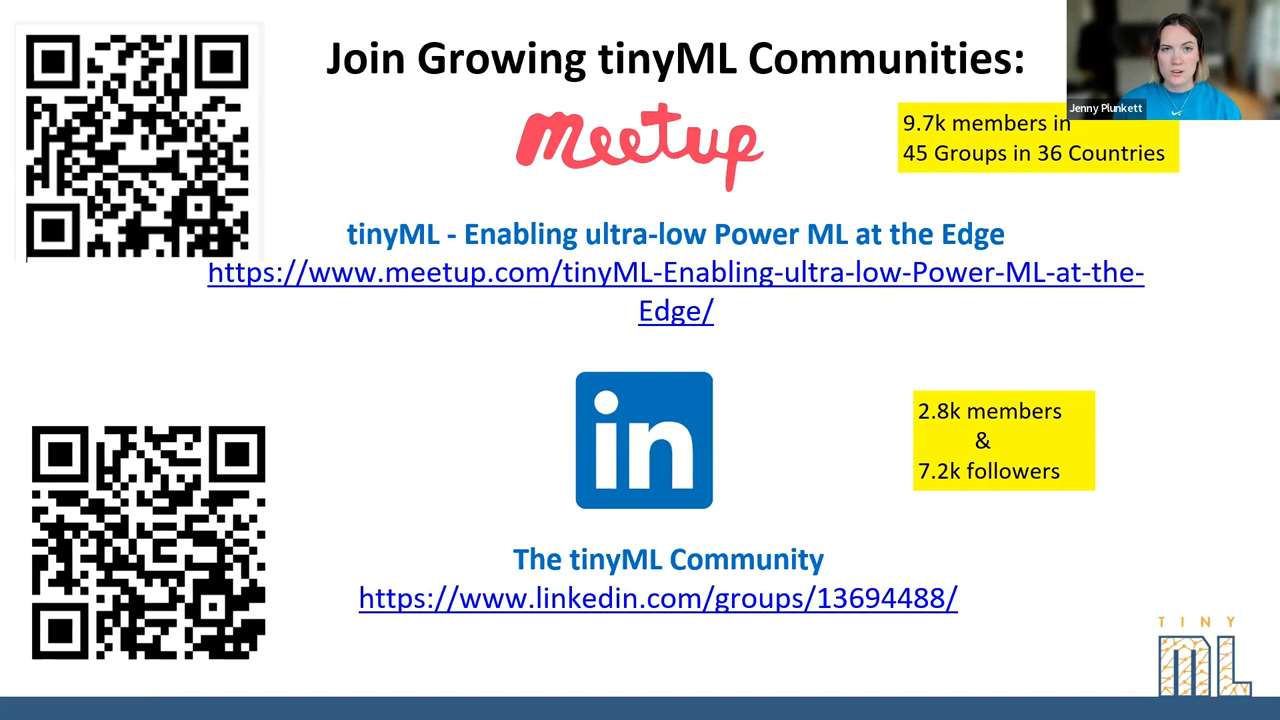 Join Growing tinyML Communities:
Jenny Plunkett
meetup
9.7k members in
45 Groups in 36 Countries
tinyML - Enabling ultra-low Power ML at the Edge
https://www.meetup.com/tinyML-Enabling-ultra-low-Power-ML-at-the-
Edge/
in
2.8k members
&
7.2k followers
The tinyML Community
https://www.linkedin.com/groups/13694488/
TINY
ML